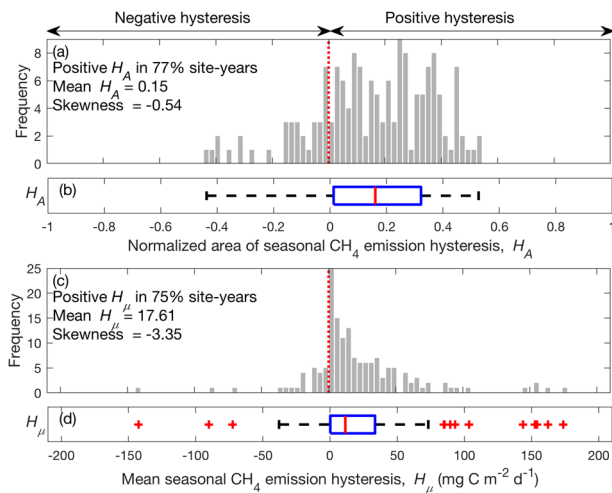 Negative hysteresis Positive hysteresis
(a)
Positive H_A in 77% site-years
Mean H_A = 0.15
Skewness = -0.54
Frequency
8
6
4
2
0
(b)
H_A
-1 -0.8 -0.6 -0.4 -0.2 0 0.2 0.4 0.6 0.8 1
Normalized area of seasonal CH4 emission hysteresis, H_A
(c)
Positive H_μ in 75% site-years
Mean H_μ = 17.61
Skewness = -3.35
Frequency
25
20
15
10
5
0
(d)
H_μ
-200 -150 -100 -50 0 50 100 150 200
Mean seasonal CH4 emission hysteresis, H_μ (mg C m-2 d-1)